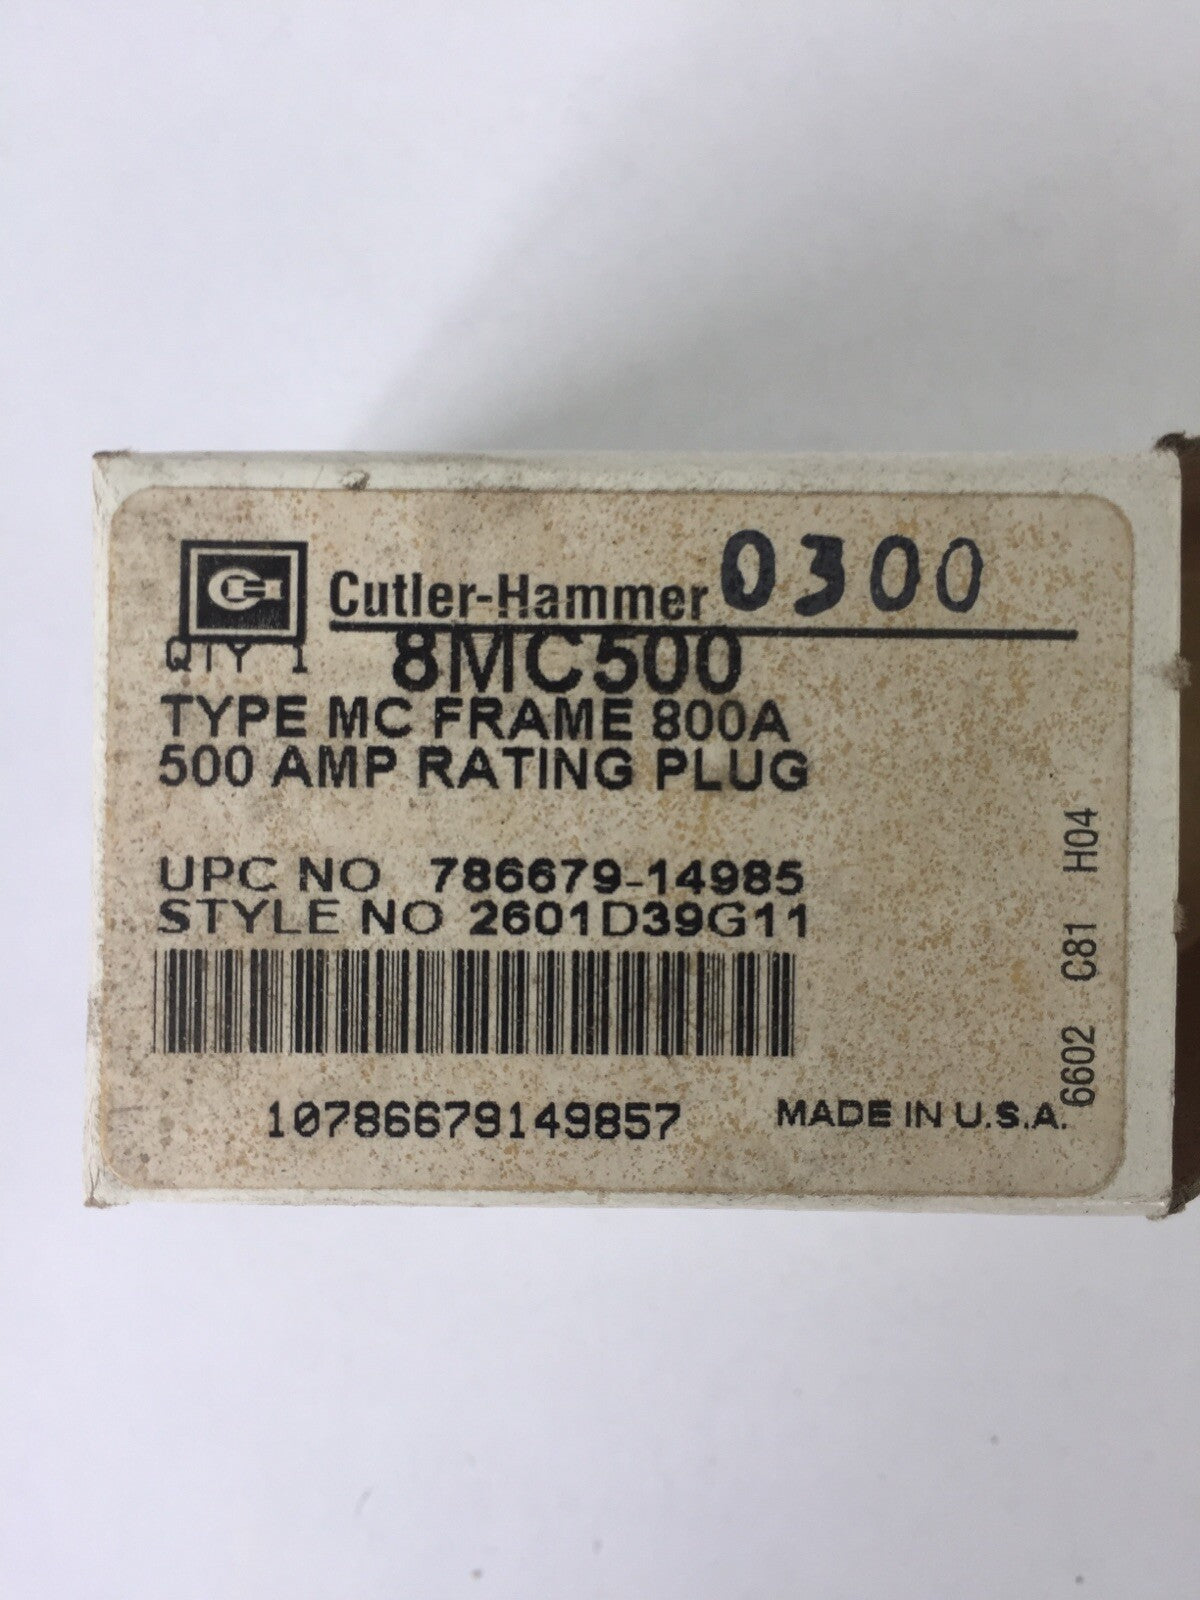 Cutler-Hammer 0300
QTY 1 8MC500
TYPE MC FRAME 800A
500 AMP RATING PLUG
UPC NO 786679-14985
STYLE NO 2601D39G11
10786679149857
MADE IN U.S.A.
6602 C81 H04